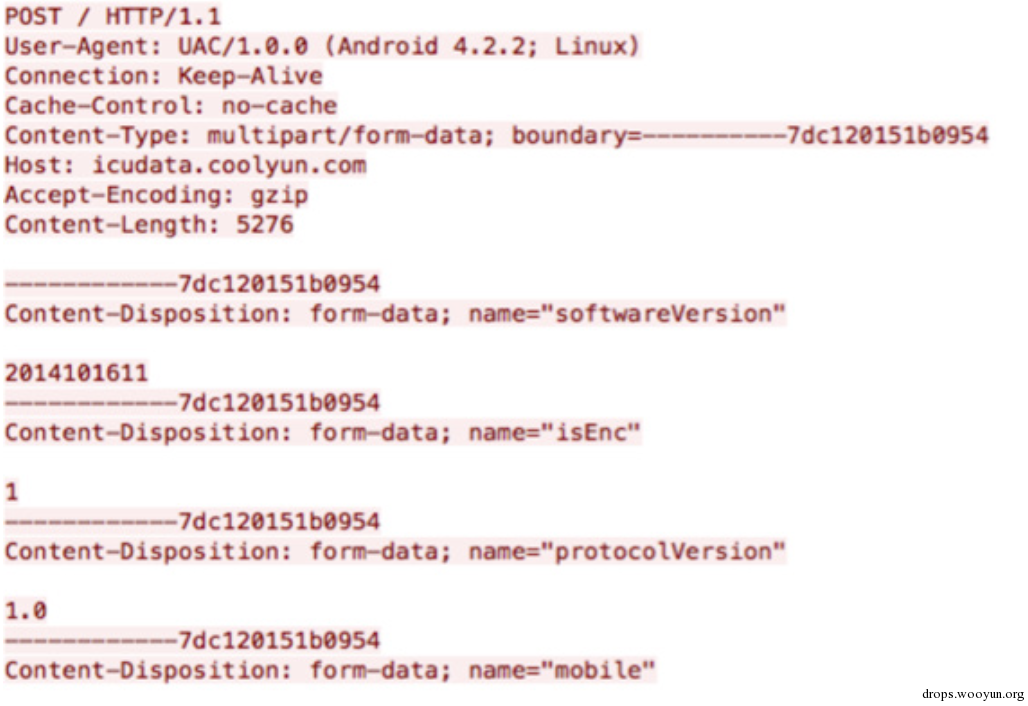 POST / HTTP/1.1
User-Agent: UAC/1.0.0 (Android 4.2.2; Linux)
Connection: Keep-Alive
Cache-Control: no-cache
Content-Type: multipart/form-data; boundary=----------7dc120151b0954
Host: icudata.coolyun.com
Accept-Encoding: gzip
Content-Length: 5276
------------7dc120151b0954
Content-Disposition: form-data; name="softwareVersion"
2014101611
------------7dc120151b0954
Content-Disposition: form-data; name="isEnc"
1
------------7dc120151b0954
Content-Disposition: form-data; name="protocolVersion"
1.0
------------7dc120151b0954
Content-Disposition: form-data; name="mobile"
drops.wooyun.org